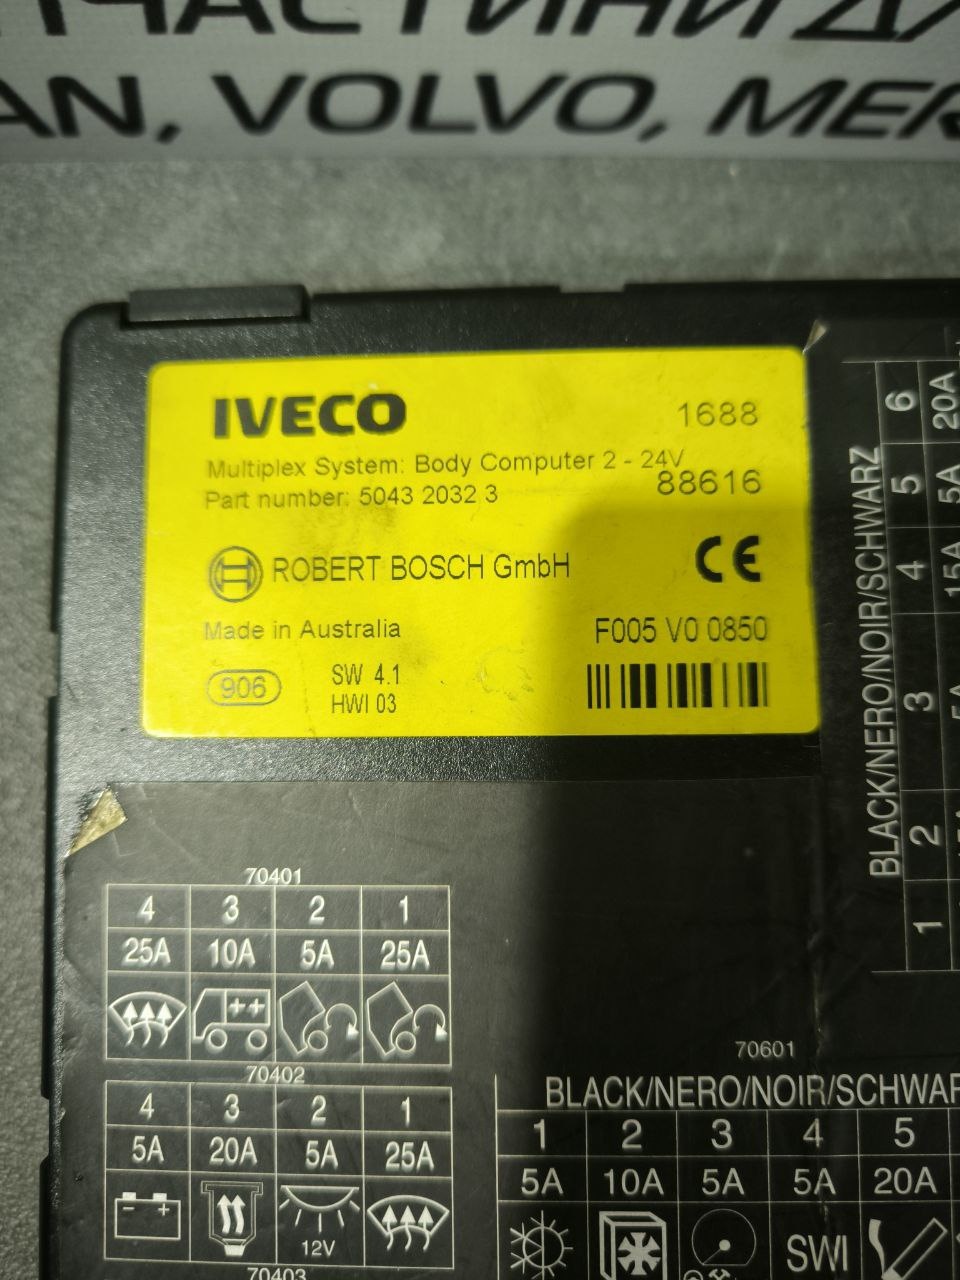 ЧАСТИНИ
VOLVO,
IVECO
1688
Multiplex System: Body Computer 2 - 24V
88616
Part number: 5043 2032 3
ROBERT BOSCH GmbH
CE
Made in Australia
F005 V0 0850
906
SW 4.1
HWI 03
BLACK/NERO/NOIR/SCHWARZ
1 2 3 4 5 6
15A 5A 20A
70401
4 3 2 1
25A 10A 5A 25A
70402
4 3 2 1
5A 20A 5A 25A
- +
12V
70403
70601
BLACK/NERO/NOIR/SCHWAR
1 2 3 4 5
5A 10A 5A 5A 20A
SWI